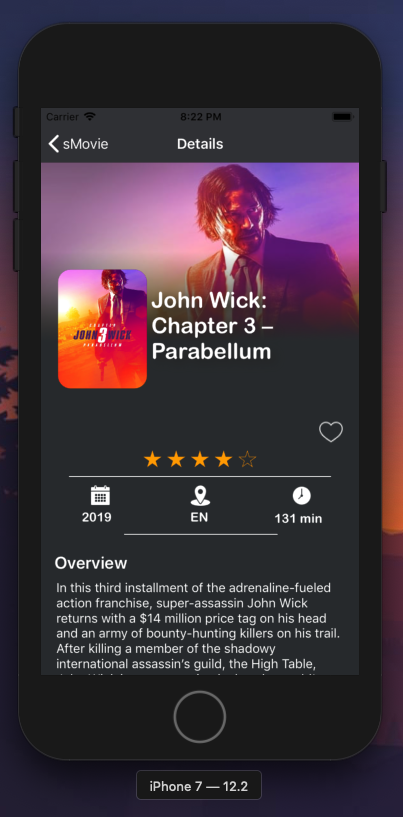 Carrier 8:22 PM
sMovie Details
John Wick:
Chapter 3 –
Parabellum
CHAPTER
JOHN 3 WICK
PARABELLUM
2019 EN 131 min
Overview
In this third installment of the adrenaline-fueled
action franchise, super-assassin John Wick
returns with a $14 million price tag on his head
and an army of bounty-hunting killers on his trail.
After killing a member of the shadowy
international assassin’s guild, the High Table,
iPhone 7 — 12.2